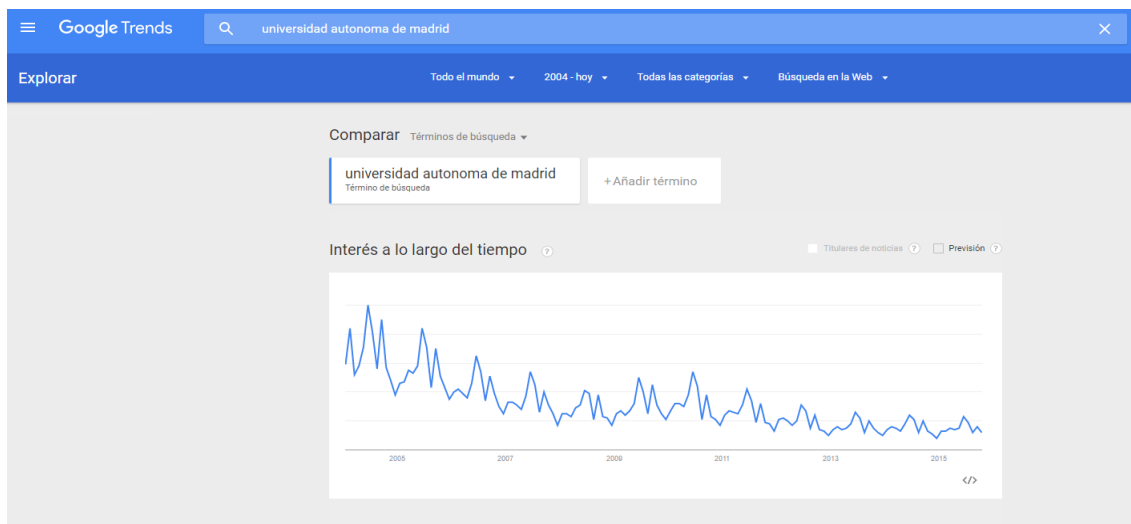 Google Trends
universidad autonoma de madrid
Explorar
Todo el mundo
2004 - hoy
Todas las categorías
Búsqueda en la Web
Comparar Términos de búsqueda
universidad autonoma de madrid
Término de búsqueda
+Añadir término
Interés a lo largo del tiempo ?
Titulares de noticias ? Previsión ?
2005 2007 2009 2011 2013 2015
</>